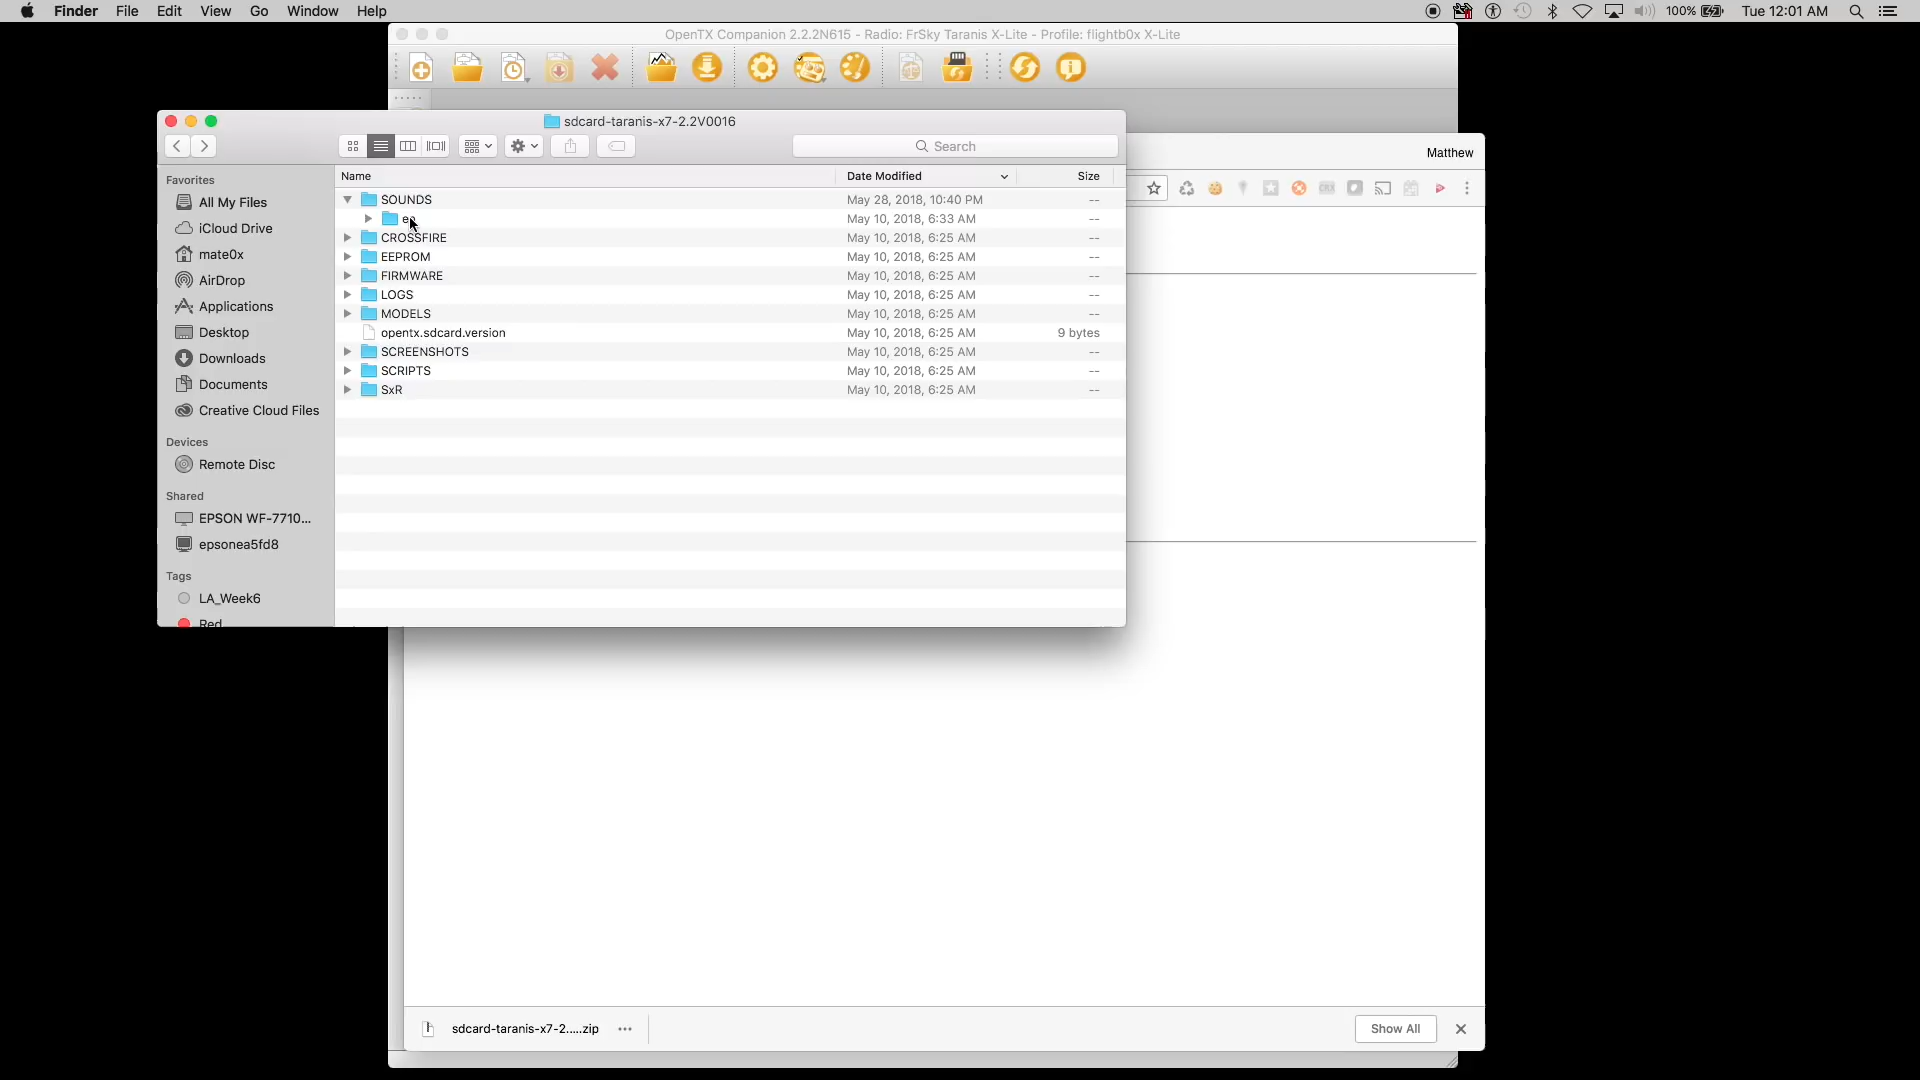 Finder File Edit View Go Window Help 100% Tue 12:01 AM
OpenTX Companion 2.2.2N615 - Radio: FrSky Taranis X-Lite - Profile: flightb0x X-Lite
sdcard-taranis-x7-2.2V0016
Search
Matthew
Name Date Modified Size
Favorites
All My Files
iCloud Drive
mate0x
AirDrop
Applications
Desktop
Downloads
Documents
Creative Cloud Files
Devices
Remote Disc
Shared
EPSON WF-7710...
epsonea5fd8
Tags
LA_Week6
Red
SOUNDS May 28, 2018, 10:40 PM --
May 10, 2018, 6:33 AM --
CROSSFIRE May 10, 2018, 6:25 AM --
EEPROM May 10, 2018, 6:25 AM --
FIRMWARE May 10, 2018, 6:25 AM --
LOGS May 10, 2018, 6:25 AM --
MODELS May 10, 2018, 6:25 AM --
opentx.sdcard.version May 10, 2018, 6:25 AM 9 bytes
SCREENSHOTS May 10, 2018, 6:25 AM --
SCRIPTS May 10, 2018, 6:25 AM --
SxR May 10, 2018, 6:25 AM --
sdcard-taranis-x7-2.....zip
Show All